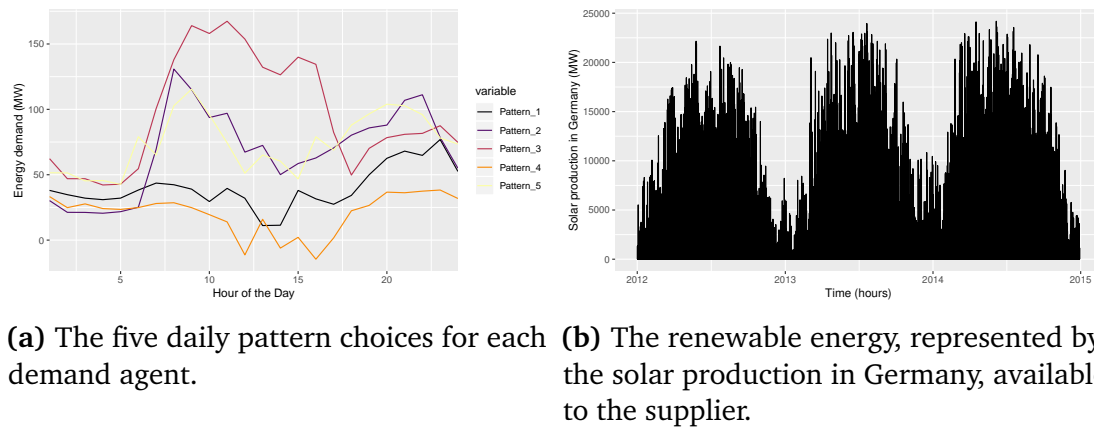 150
100
50
0
Energy demand (MW)
5
10
15
20
Hour of the Day
variable
Pattern_1
Pattern_2
Pattern_3
Pattern_4
Pattern_5
25000
20000
15000
10000
5000
0
Solar production in Germany (MW)
2012
2013
2014
2015
Time (hours)
(a) The five daily pattern choices for each
demand agent.
(b) The renewable energy, represented by
the solar production in Germany, availabl
to the supplier.